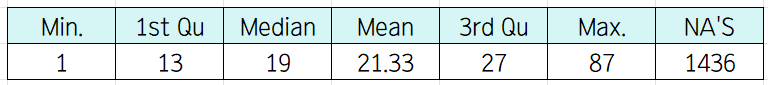 Min. 1st Qu Median Mean 3rd Qu Max. NA'S
1 13 19 21.33 27 87 1436